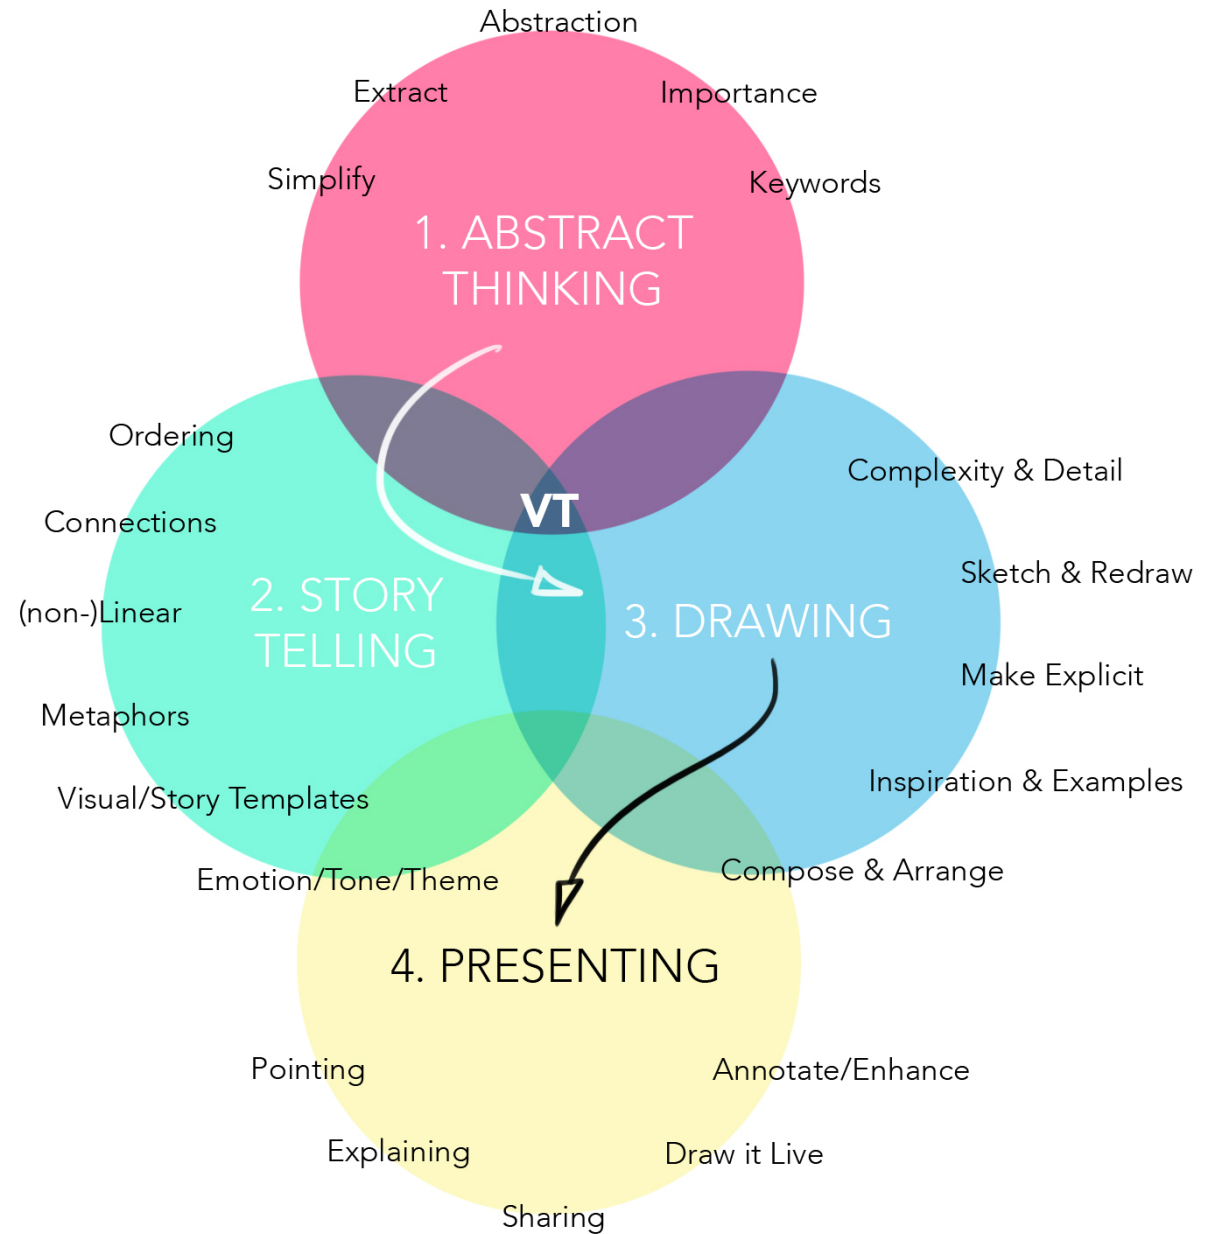 Abstraction
Extract
Importance
Simplify
Keywords
1. ABSTRACT
THINKING
Ordering
Complexity & Detail
Connections
VT
Sketch & Redraw
(non-)Linear
2. STORY
TELLING
3. DRAWING
Make Explicit
Metaphors
Inspiration & Examples
Visual/Story Templates
Compose & Arrange
Emotion/Tone/Theme
4. PRESENTING
Pointing
Annotate/Enhance
Explaining
Draw it Live
Sharing